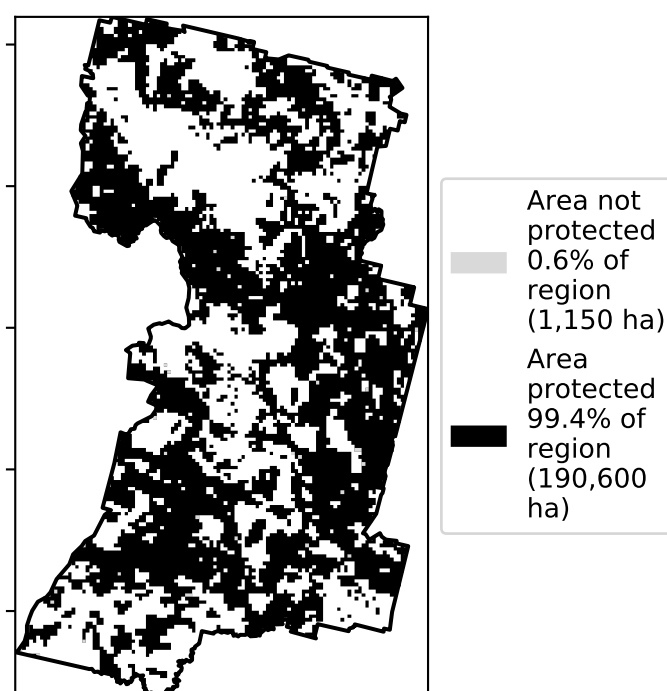 Area not
protected
0.6% of
region
(1,150 ha)
Area
protected
99.4% of
region
(190,600
ha)